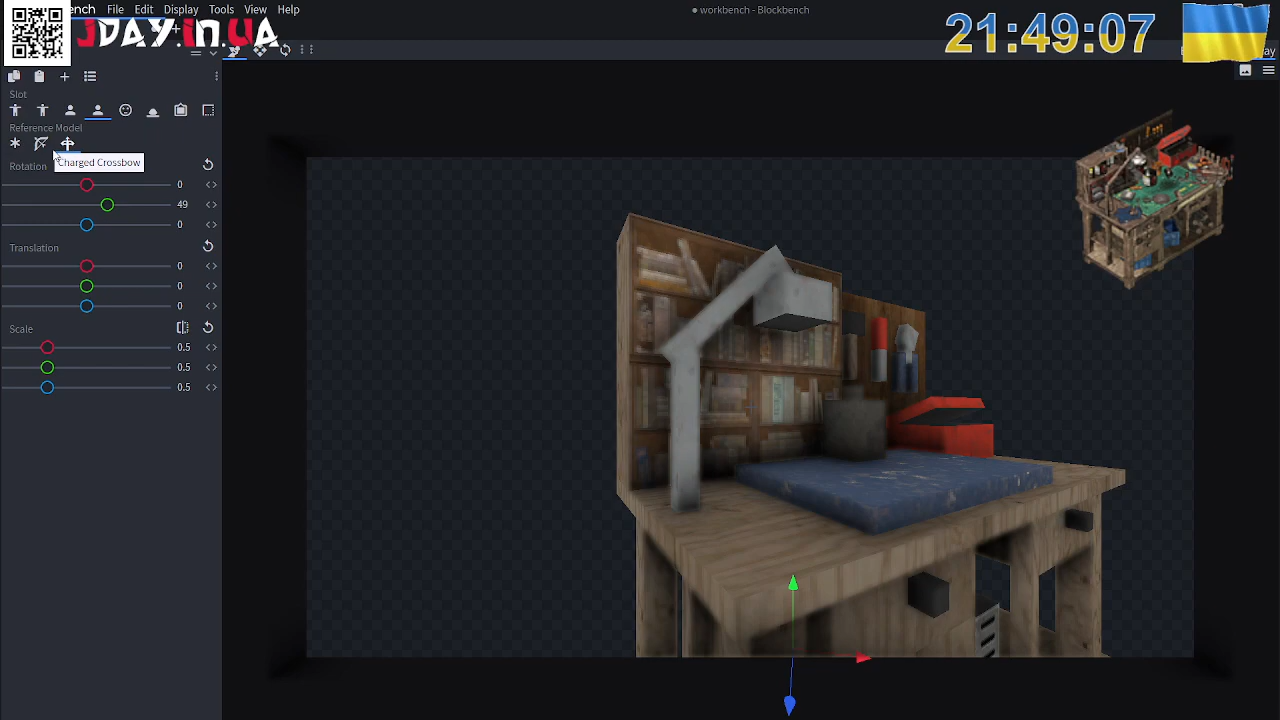 bench File Edit Display Tools View Help
workbench - Blockbench
JDAY.in.UA
21:49:07
Slot
Reference Model
Charged Crossbow
Rotation
0
49
0
Translation
0
0
0
Scale
0.5
0.5
0.5